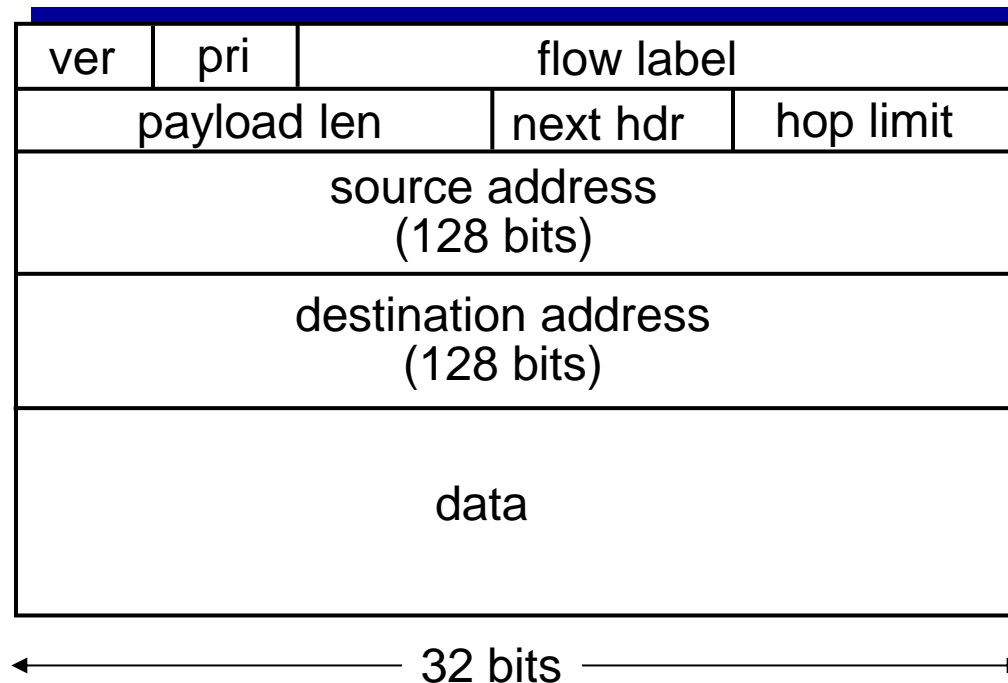 ver pri flow label
payload len next hdr hop limit
source address
(128 bits)
destination address
(128 bits)
data
32 bits